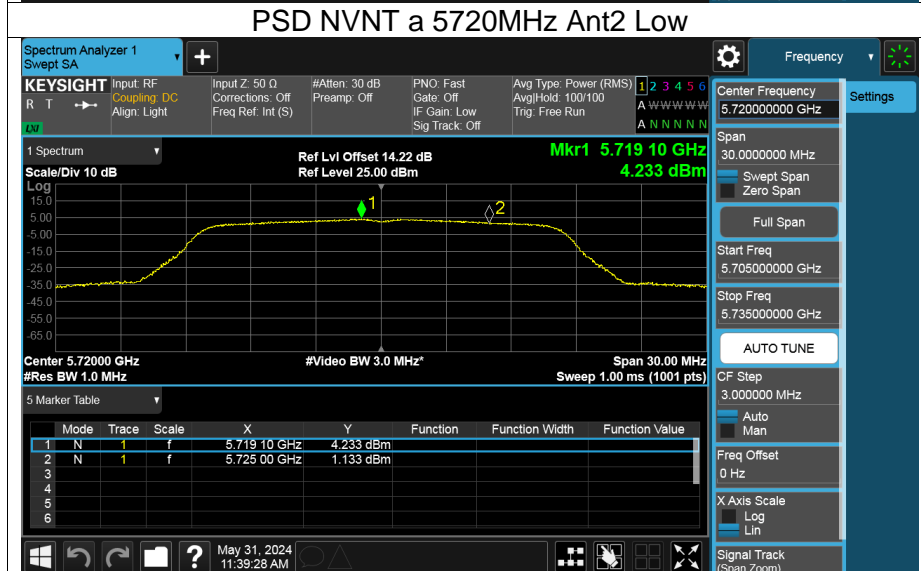 PSD NVNT a 5720MHz Ant2 Low
Spectrum Analyzer 1
Swept SA
+
Frequency
KEYSIGHT
R T
LXI
Input: RF
Coupling: DC
Align: Light
Input Z: 50 Ω
Corrections: Off
Freq Ref: Int (S)
#Atten: 30 dB
Preamp: Off
PNO: Fast
Gate: Off
IF Gain: Low
Sig Track: Off
Avg Type: Power (RMS)
Avg|Hold: 100/100
Trig: Free Run
1 2 3 4 5 6
A W W W W W
A N N N N N
Center Frequency
5.720000000 GHz
Settings
Span
30.0000000 MHz
Swept Span
Zero Span
Full Span
Start Freq
5.705000000 GHz
Stop Freq
5.735000000 GHz
AUTO TUNE
CF Step
3.000000 MHz
Auto
Man
Freq Offset
0 Hz
X Axis Scale
Log
Lin
Signal Track
(Span Zoom)
1 Spectrum
Scale/Div 10 dB
Ref Lvl Offset 14.22 dB
Ref Level 25.00 dBm
Mkr1 5.719 10 GHz
4.233 dBm
Log
15.0
5.00
-5.00
-15.0
-25.0
-35.0
-45.0
-55.0
-65.0
1
2
Center 5.72000 GHz
#Res BW 1.0 MHz
#Video BW 3.0 MHz*
Span 30.00 MHz
Sweep 1.00 ms (1001 pts)
5 Marker Table
Mode Trace Scale X Y Function Function Width Function Value
1 N 1 f 5.719 10 GHz 4.233 dBm
2 N 1 f 5.725 00 GHz 1.133 dBm
3
4
5
6
?
May 31, 2024
11:39:28 AM